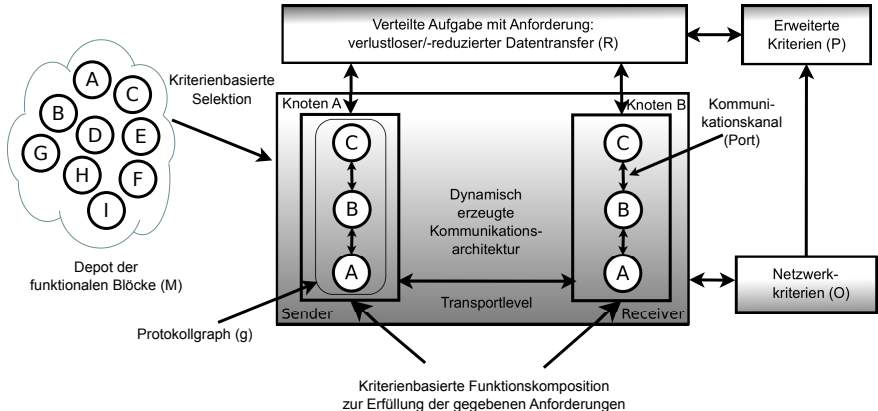 Verteilte Aufgabe mit Anforderung:
verlustloser/-reduzierter Datentransfer (R)
Erweiterte
Kriterien (P)
Kriterienbasierte
Selektion
A
C
B
D
E
G
H
F
I
Depot der
funktionalen Blöcke (M)
Knoten A
C
B
A
Sender
Protokollgraph (g)
Dynamisch
erzeugte
Kommunikations-
architektur
Transportlevel
Knoten B
C
B
A
Receiver
Kommuni-
kationskanal
(Port)
Netzwerk-
kriterien (O)
Kriterienbasierte Funktionskomposition
zur Erfüllung der gegebenen Anforderungen